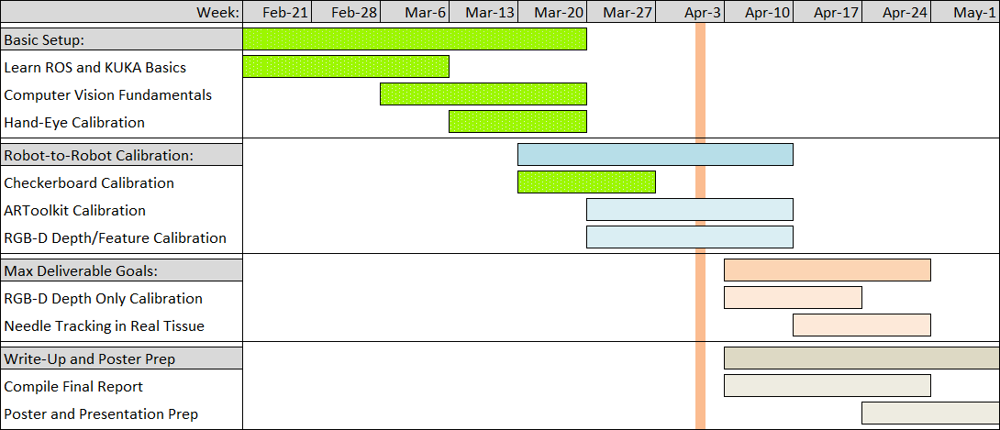 Week: Feb-21 Feb-28 Mar-6 Mar-13 Mar-20 Mar-27 Apr-3 Apr-10 Apr-17 Apr-24 May-1
Basic Setup:
Learn ROS and KUKA Basics
Computer Vision Fundamentals
Hand-Eye Calibration
Robot-to-Robot Calibration:
Checkerboard Calibration
ARToolkit Calibration
RGB-D Depth/Feature Calibration
Max Deliverable Goals:
RGB-D Depth Only Calibration
Needle Tracking in Real Tissue
Write-Up and Poster Prep
Compile Final Report
Poster and Presentation Prep